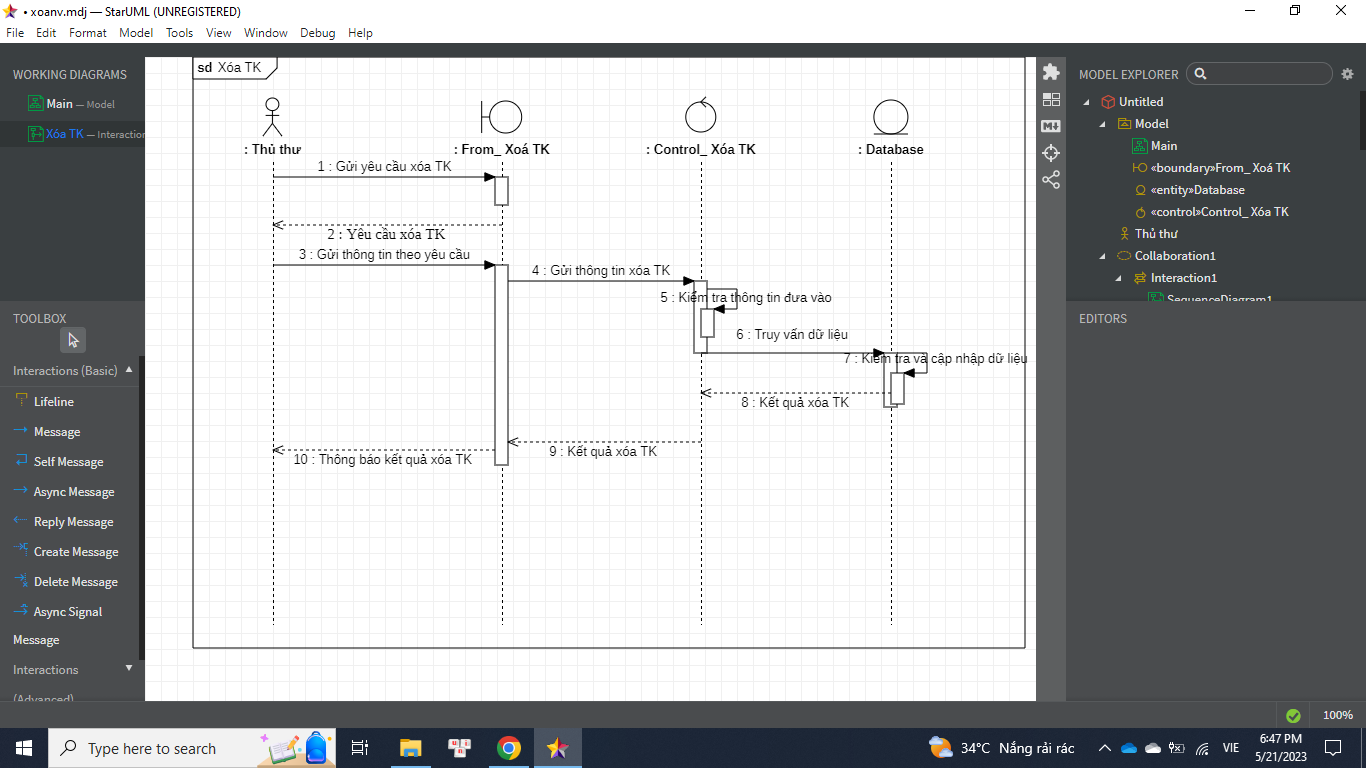 • xoanv.mdj — StarUML (UNREGISTERED)
File Edit Format Model Tools View Window Debug Help
WORKING DIAGRAMS
Main — Model
Xóa TK — Interaction
TOOLBOX
Interactions (Basic)
Lifeline
Message
Self Message
Async Message
Reply Message
Create Message
Delete Message
Async Signal
Message
Interactions
(Advanced)
sd Xóa TK
: Thủ thư
: From_ Xoá TK
: Control_ Xóa TK
: Database
1 : Gửi yêu cầu xóa TK
2 : Yêu cầu xóa TK
3 : Gửi thông tin theo yêu cầu
4 : Gửi thông tin xóa TK
5 : Kiểm tra thông tin đưa vào
6 : Truy vấn dữ liệu
7 : Kiểm tra và cập nhập dữ liệu
8 : Kết quả xóa TK
9 : Kết quả xóa TK
10 : Thông báo kết quả xóa TK
MODEL EXPLORER
Untitled
Model
Main
«boundary»From_ Xoá TK
«entity»Database
«control»Control_ Xóa TK
Thủ thư
Collaboration1
Interaction1
SequenceDiagram1
EDITORS
100%
Type here to search
34°C Nắng rải rác
VIE
6:47 PM
5/21/2023